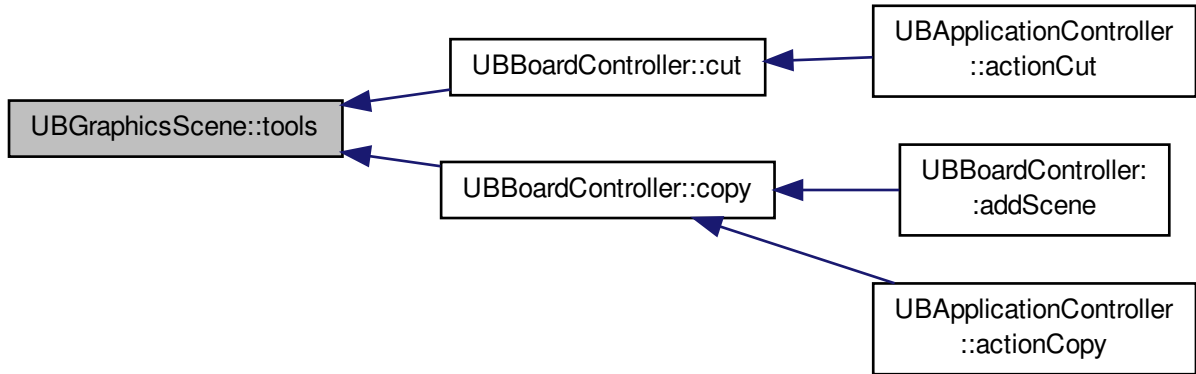 UBGraphicsScene::tools
UBBoardController::cut
UBApplicationController
::actionCut
UBBoardController::copy
UBBoardController:
:addScene
UBApplicationController
::actionCopy